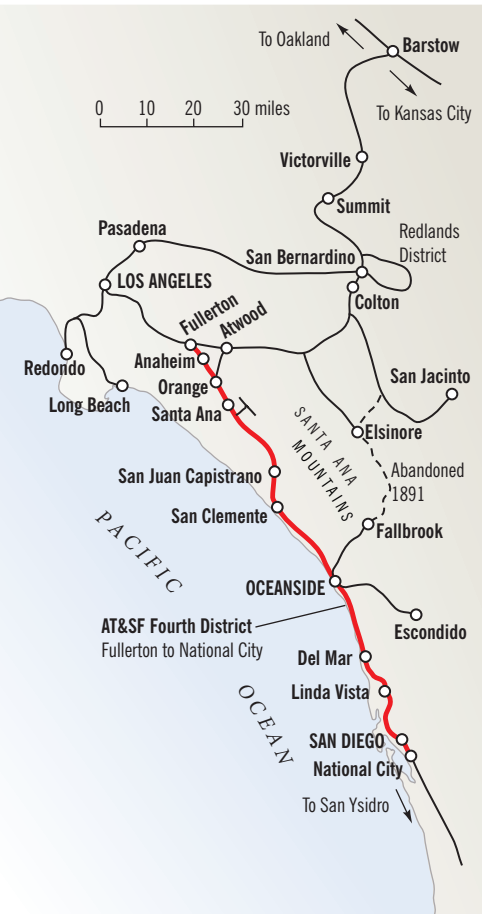 To Oakland
Barstow
To Kansas City
0 10 20 30 miles
Victorville
Summit
Pasadena
Redlands
District
San Bernardino
LOS ANGELES
Colton
Fullerton
Atwood
Anaheim
Redondo
Orange
San Jacinto
Long Beach
Santa Ana
SANTA ANA
MOUNTAINS
Elsinore
San Juan Capistrano
Abandoned
1891
San Clemente
Fallbrook
PACIFIC
OCEAN
OCEANSIDE
AT&SF Fourth District
Fullerton to National City
Escondido
Del Mar
Linda Vista
SAN DIEGO
National City
To San Ysidro